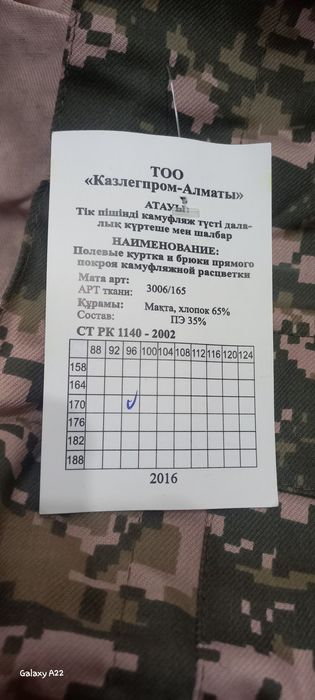 ТОО
«Казлегпром-Алматы»
АТАУЫ:
Тік пішінді камуфляж түсті дала-
лық күртеше мен шалбар
НАИМЕНОВАНИЕ:
Полевые куртка и брюки прямого
покроя камуфляжной расцветки
Мата арт:
АРТ ткани: 3006/165
Құрамы: Мақта, хлопок 65%
Состав: ПЭ 35%
СТ РК 1140 - 2002
88 92 96 100 104 108 112 116 120 124
158
164
170
176
182
188
2016
Galaxy A22